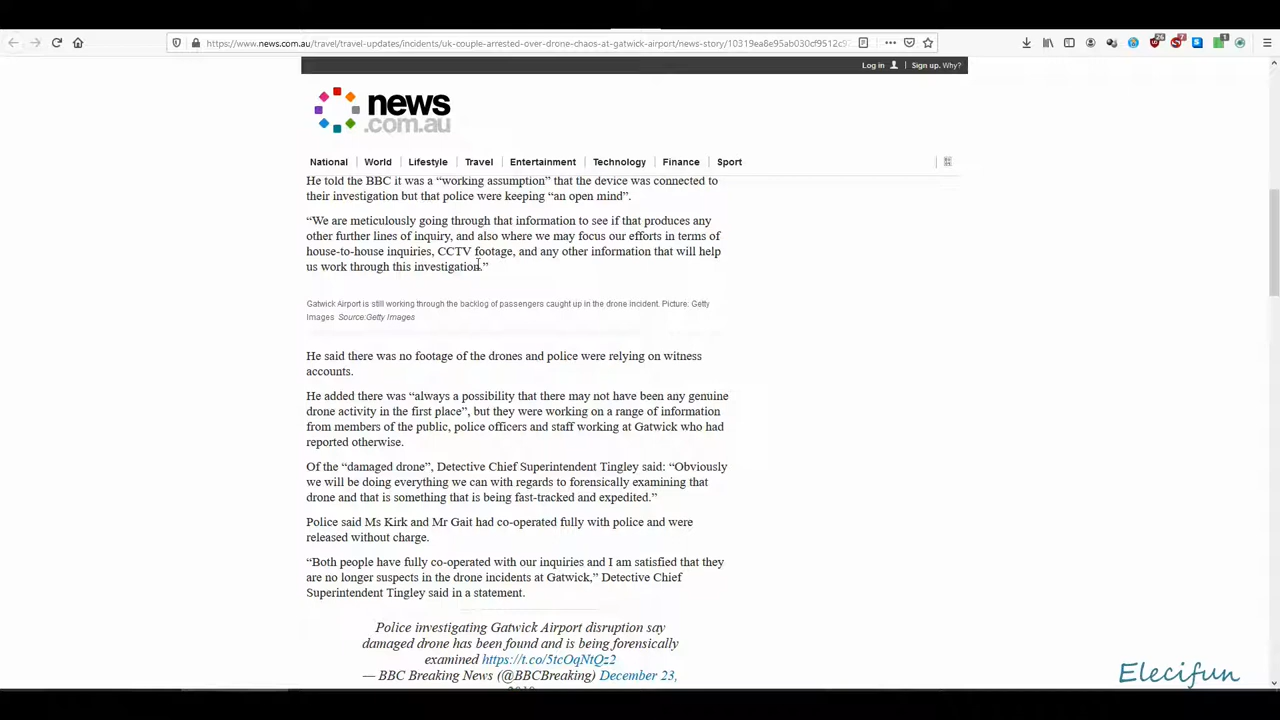 https://www.news.com.au/travel/travel-updates/incidents/uk-couple-arrested-over-drone-chaos-at-gatwick-airport/news-story/10319ea8e95ab030cf9512c9
Log in | Sign up. Why?
news
.com.au
National | World | Lifestyle | Travel | Entertainment | Technology | Finance | Sport
He told the BBC it was a “working assumption” that the device was connected to
their investigation but that police were keeping “an open mind”.
“We are meticulously going through that information to see if that produces any
other further lines of inquiry, and also where we may focus our efforts in terms of
house-to-house inquiries, CCTV footage, and any other information that will help
us work through this investigation.”
Gatwick Airport is still working through the backlog of passengers caught up in the drone incident. Picture: Getty
Images Source:Getty Images
He said there was no footage of the drones and police were relying on witness
accounts.
He added there was “always a possibility that there may not have been any genuine
drone activity in the first place”, but they were working on a range of information
from members of the public, police officers and staff working at Gatwick who had
reported otherwise.
Of the “damaged drone”, Detective Chief Superintendent Tingley said: “Obviously
we will be doing everything we can with regards to forensically examining that
drone and that is something that is being fast-tracked and expedited.”
Police said Ms Kirk and Mr Gait had co-operated fully with police and were
released without charge.
“Both people have fully co-operated with our inquiries and I am satisfied that they
are no longer suspects in the drone incidents at Gatwick,” Detective Chief
Superintendent Tingley said in a statement.
Police investigating Gatwick Airport disruption say
damaged drone has been found and is being forensically
examined https://t.co/5tcOqNtQz2
— BBC Breaking News (@BBCBreaking) December 23,
Elecifun